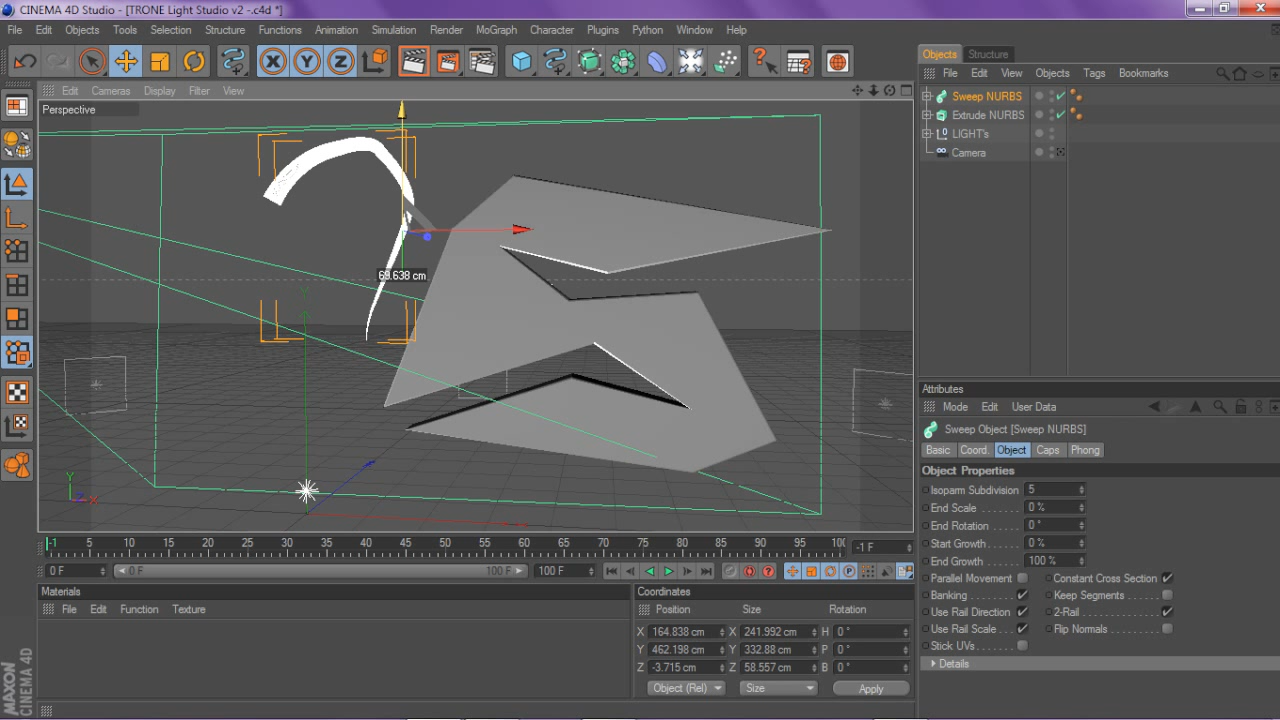 CINEMA 4D Studio - [TRONE Light Studio v2 -.c4d *]
File Edit Objects Tools Selection Structure Functions Animation Simulation Render MoGraph Character Plugins Python Window Help
X Y Z
Objects Structure
File Edit View Objects Tags Bookmarks
Edit Cameras Display Filter View
Perspective
Sweep NURBS
Extrude NURBS
LIGHT's
Camera
69.638 cm
Y
Y X
Attributes
Mode Edit User Data
Sweep Object [Sweep NURBS]
Basic Coord. Object Caps Phong
Object Properties
Isoparm Subdivision 5
End Scale 0 %
End Rotation 0 °
Start Growth 0 %
End Growth 100 %
Parallel Movement Constant Cross Section
Banking Keep Segments
Use Rail Direction 2-Rail
Use Rail Scale Flip Normals
Stick UVs
Details
-1 5 10 15 20 25 30 35 40 45 50 55 60 65 70 75 80 85 90 95 -1 F
0 F 0 F 100 F 100 F
Materials
File Edit Function Texture
Coordinates
Position Size Rotation
X 164.838 cm X 241.992 cm H 0 °
Y 462.198 cm Y 332.88 cm P 0 °
Z -3.715 cm Z 58.557 cm B 0 °
Object (Rel) Size Apply
MAXON
CINEMA 4D